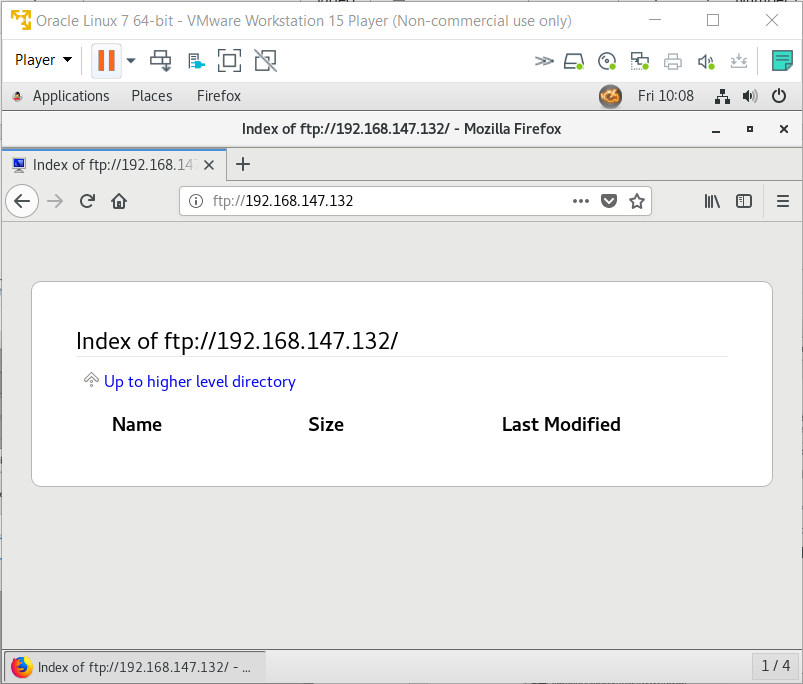 Oracle Linux 7 64-bit - VMware Workstation 15 Player (Non-commercial use only)
Player
Applications Places Firefox Fri 10:08
Index of ftp://192.168.147.132/ - Mozilla Firefox
Index of ftp://192.168.147
ftp://192.168.147.132
Index of ftp://192.168.147.132/
Up to higher level directory
Name Size Last Modified
Index of ftp://192.168.147.132/ - ...
1 / 4